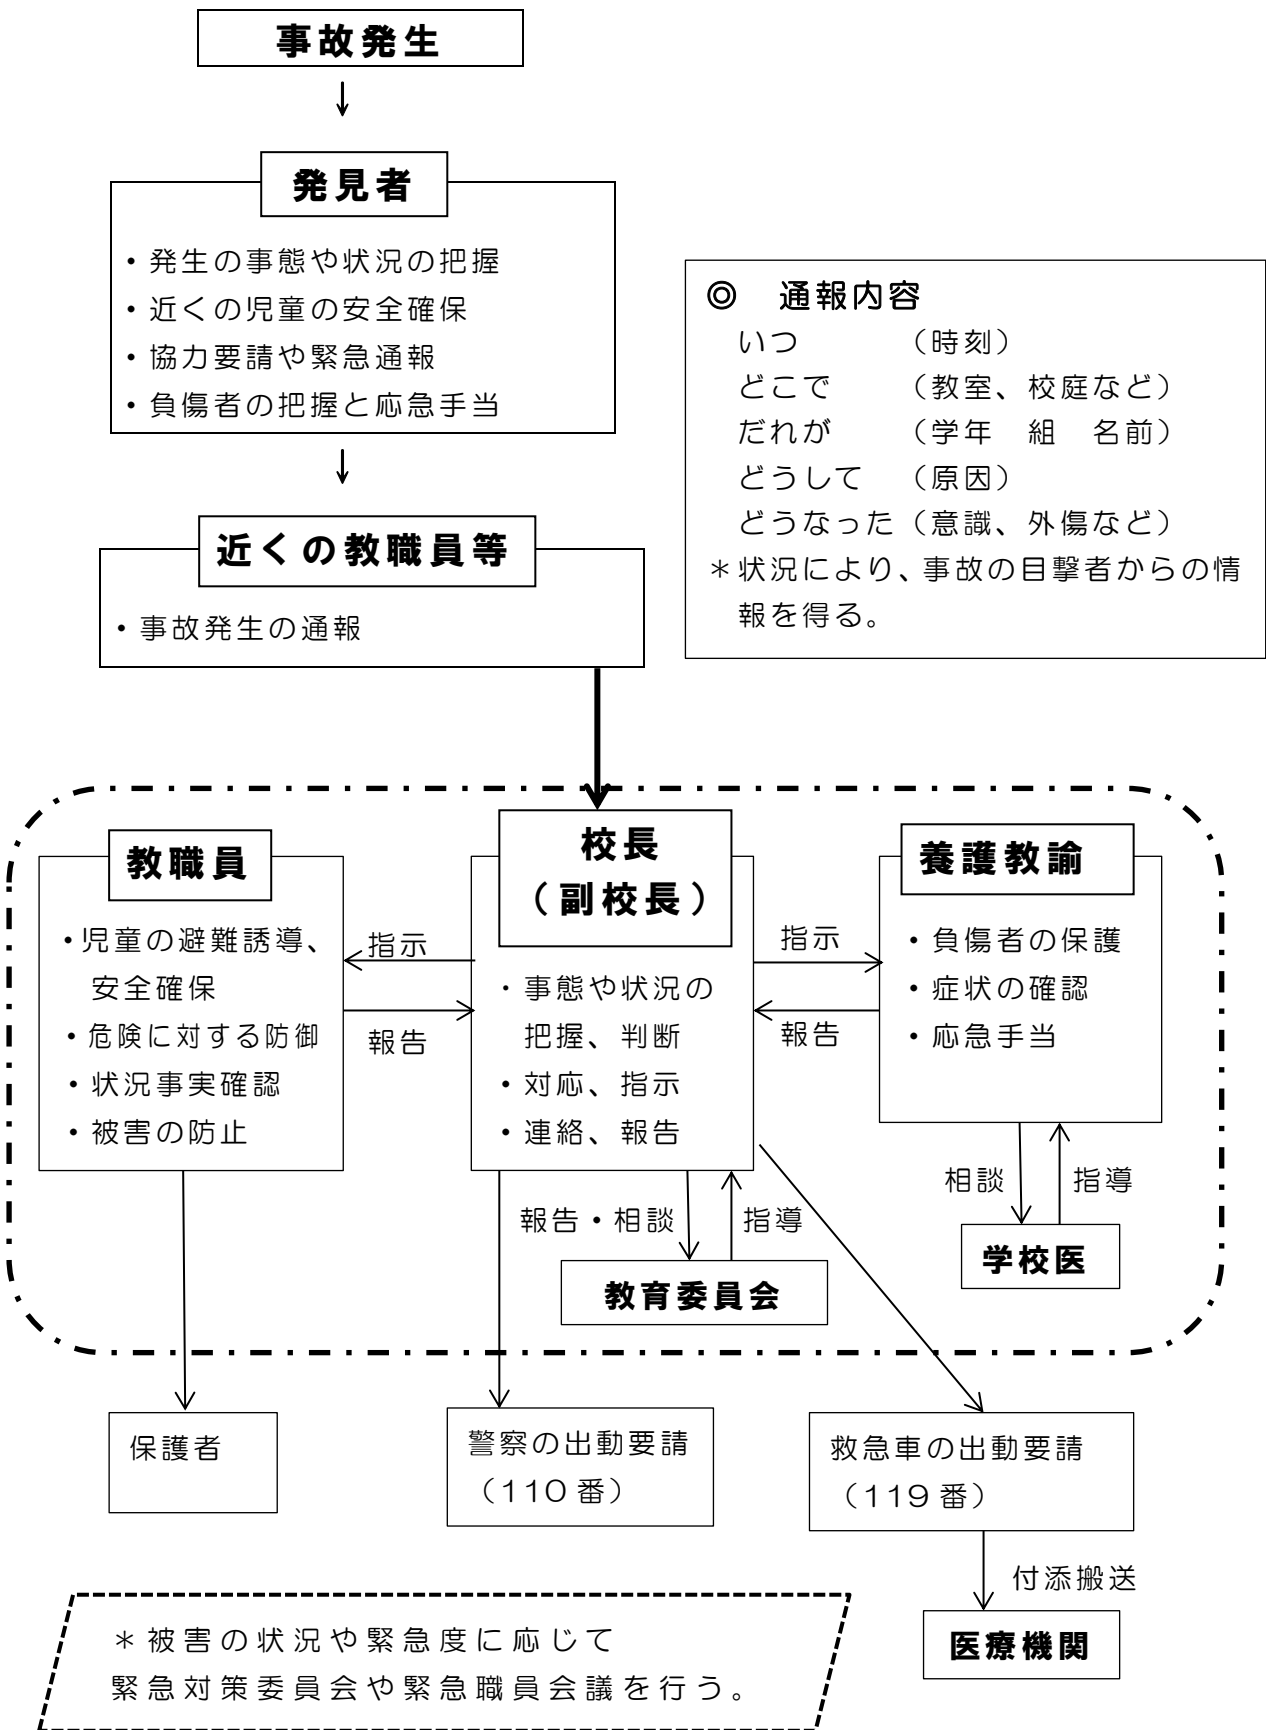 事故発生
発見者
・発生の事態や状況の把握
・近くの児童の安全確保
・協力要請や緊急通報
・負傷者の把握と応急手当
◎　通報内容
いつ　　　（時刻）
どこで　　（教室、校庭など）
だれが　　（学年　組　名前）
どうして　（原因）
どうなった（意識、外傷など）
＊状況により、事故の目撃者からの情
報を得る。
近くの教職員等
・事故発生の通報
教職員
・児童の避難誘導、
安全確保
・危険に対する防御
・状況事実確認
・被害の防止
指示
報告
校長
（副校長）
・事態や状況の
把握、判断
・対応、指示
・連絡、報告
指示
報告
養護教諭
・負傷者の保護
・症状の確認
・応急手当
報告・相談
指導
教育委員会
相談
指導
学校医
保護者
警察の出動要請
（110番）
救急車の出動要請
（119番）
付添搬送
医療機関
＊被害の状況や緊急度に応じて
緊急対策委員会や緊急職員会議を行う。